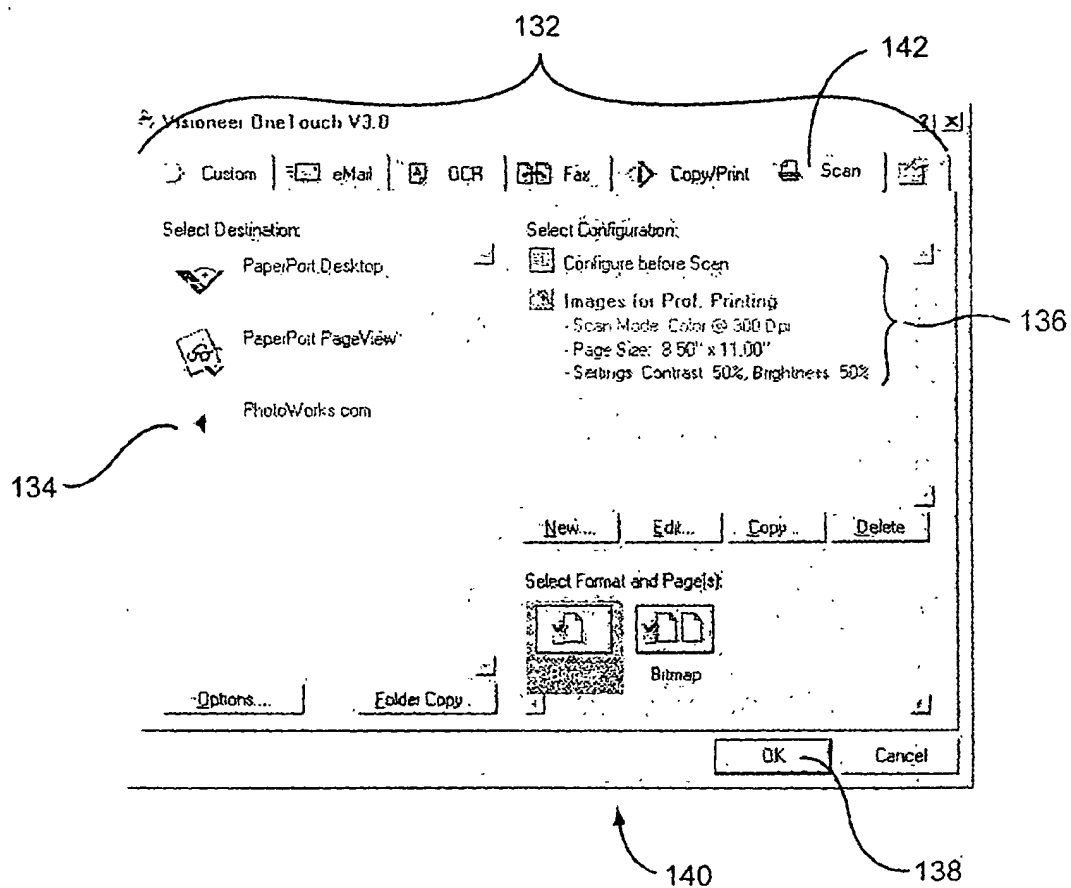 132
142
Visioneer OneTouch V3.0
Custom eMail OCR Fax Copy/Print Scan
Select Destination:
PaperPort Desktop
PaperPort PageView
PhotoWorks com
134
Select Configuration:
Configure before Scan
Images for Prof. Printing
- Scan Mode: Color @ 300 Dpi
- Page Size: 8.50" x 11.00"
- Settings: Contrast 50%, Brightness 50%
136
New... Edit... Copy... Delete
Select Format and Page(s):
Bitmap
Options... Folder Copy...
OK Cancel
140
138